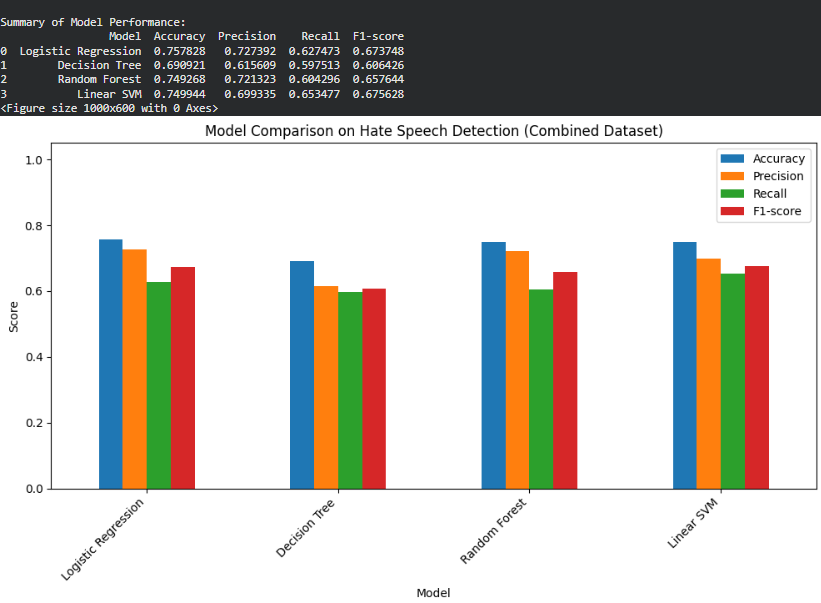 Summary of Model Performance:
Model Accuracy Precision Recall F1-score
0 Logistic Regression 0.757828 0.727392 0.627473 0.673748
1 Decision Tree 0.690921 0.615609 0.597513 0.606426
2 Random Forest 0.749268 0.721323 0.604296 0.657644
3 Linear SVM 0.749944 0.699335 0.653477 0.675628
<Figure size 1000x600 with 0 Axes>
Model Comparison on Hate Speech Detection (Combined Dataset)
1.0
0.8
0.6
0.4
0.2
0.0
Score
Accuracy
Precision
Recall
F1-score
Logistic Regression
Decision Tree
Random Forest
Linear SVM
Model